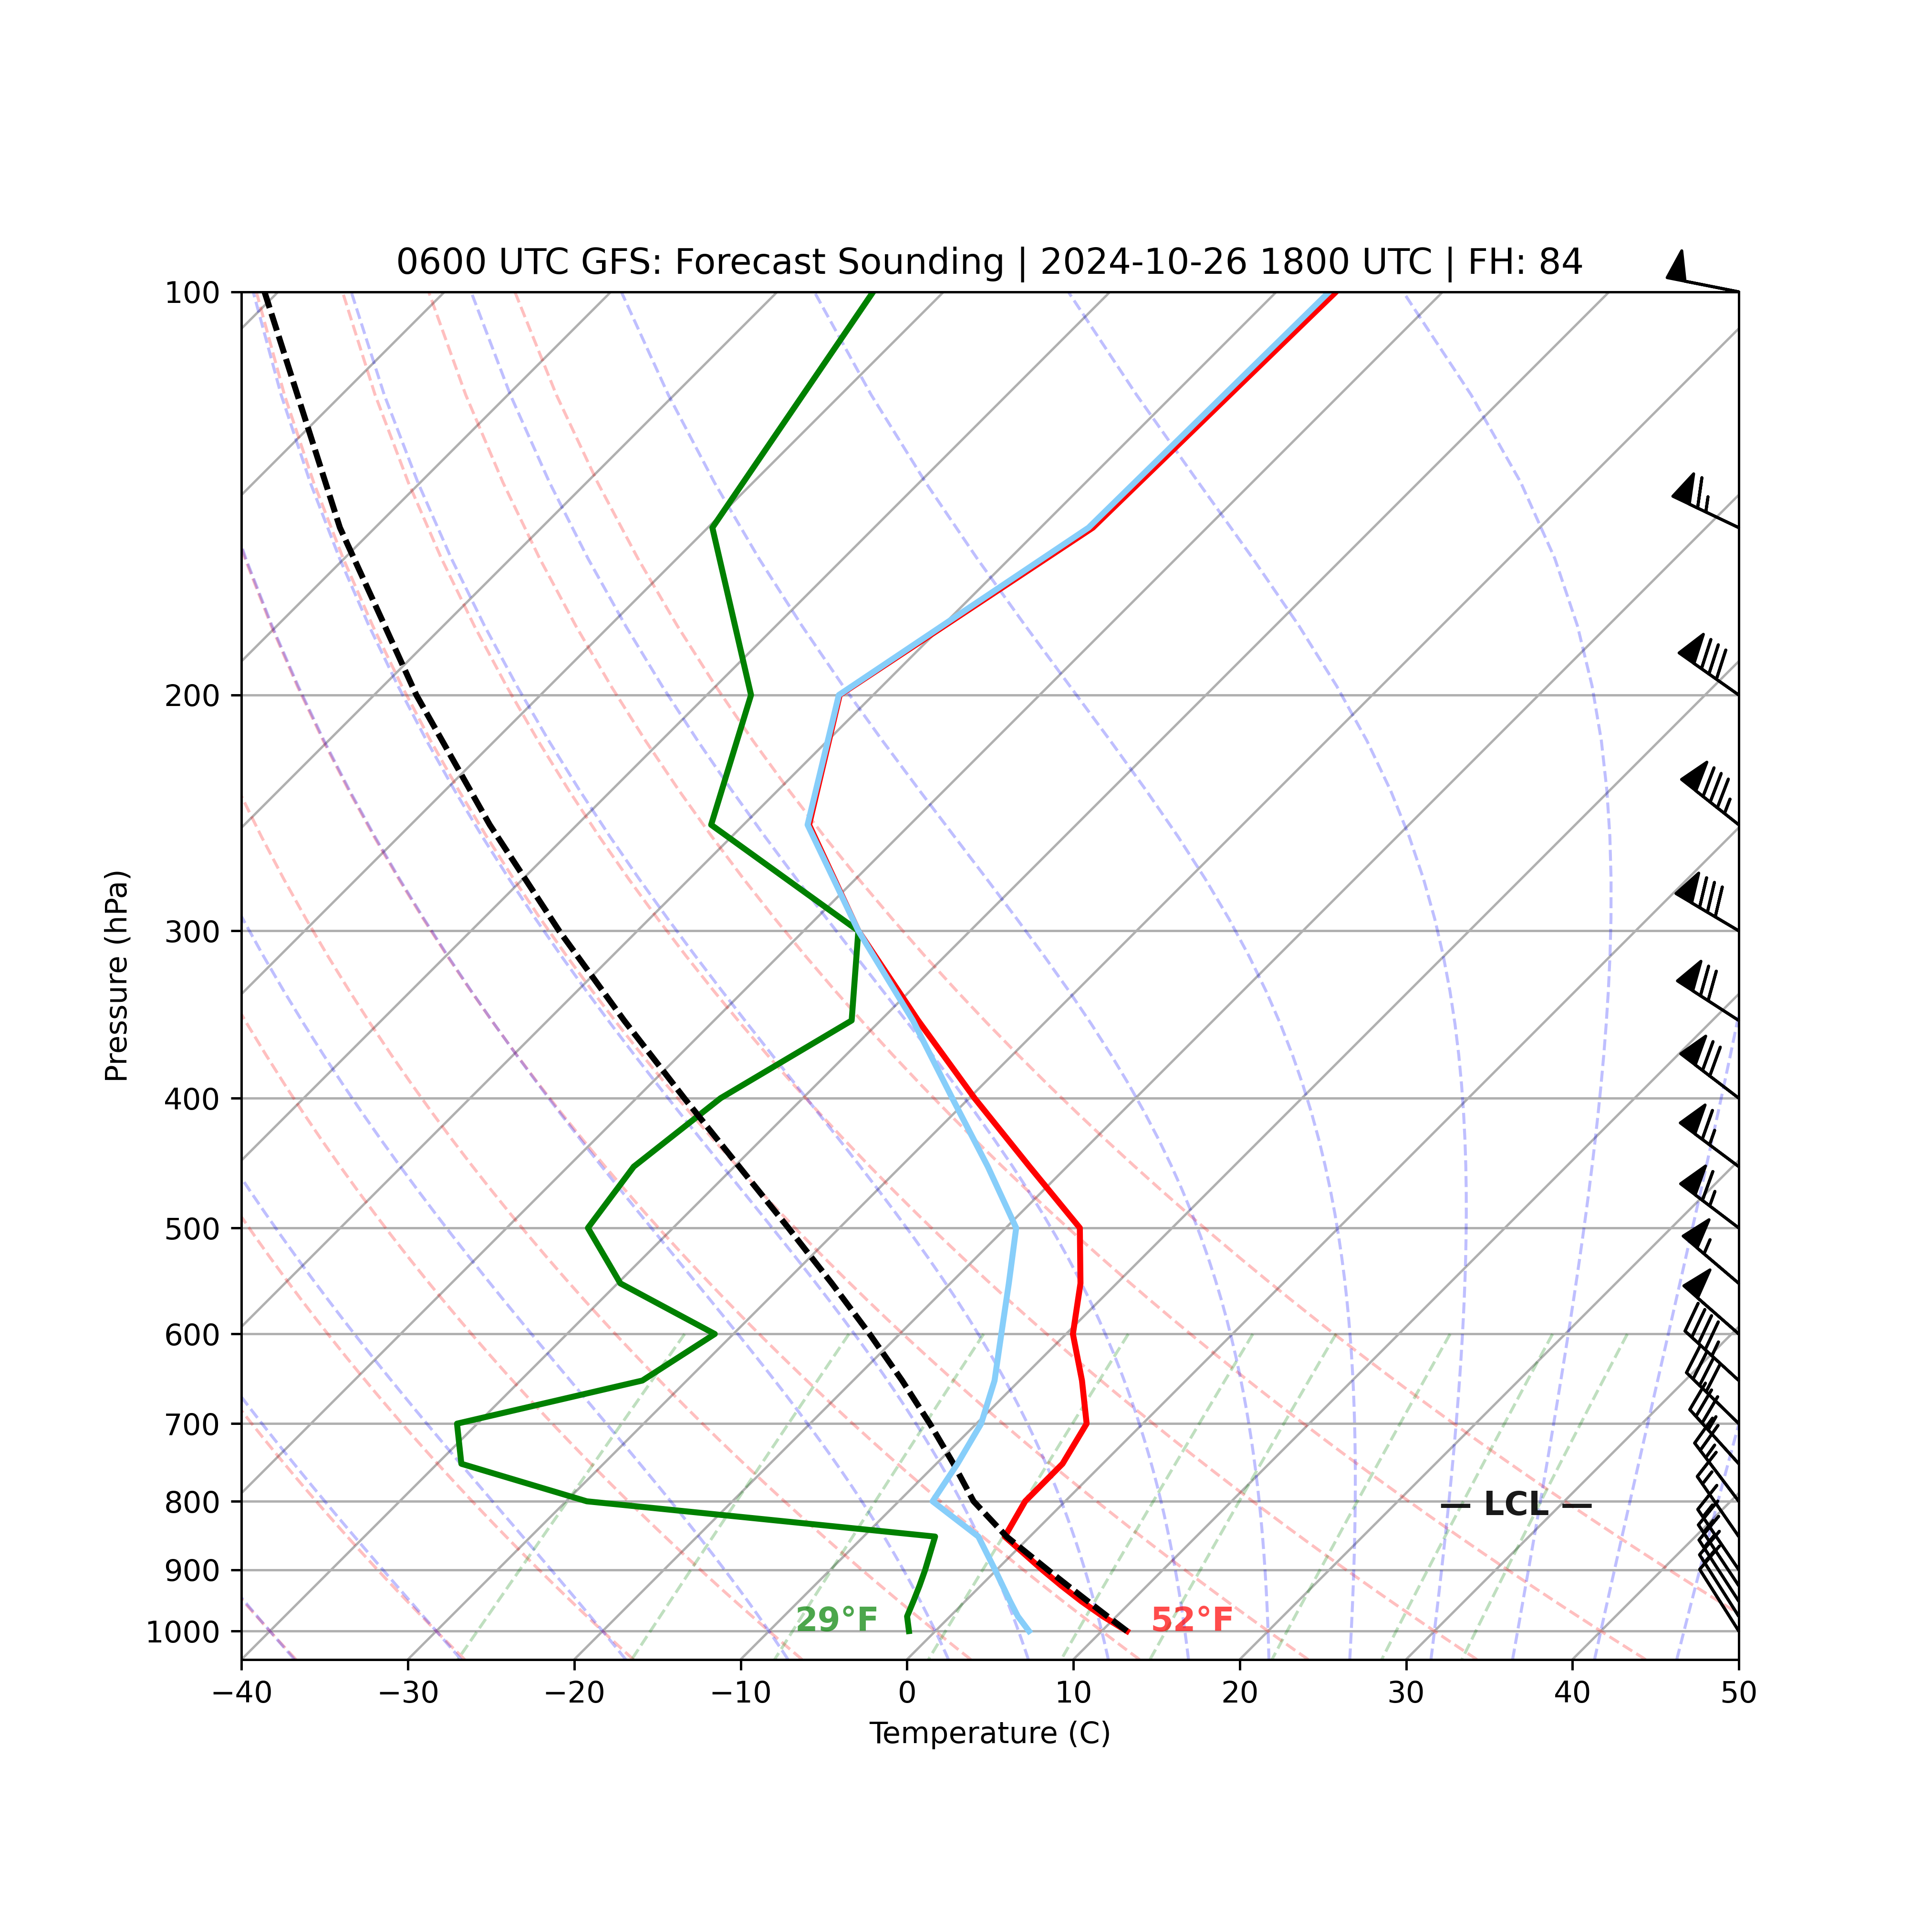 0600 UTC GFS: Forecast Sounding | 2024-10-26 1800 UTC | FH: 84
100
200
300
400
500
600
700
800
900
1000
Pressure (hPa)
— LCL —
29°F
52°F
−40 −30 −20 −10 0 10 20 30 40 50
Temperature (C)